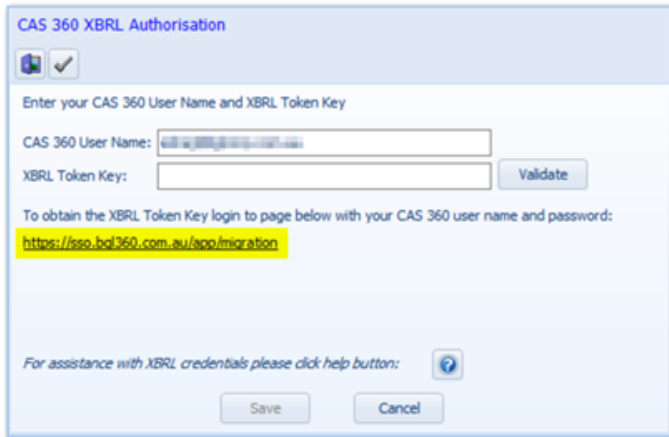 CAS 360 XBRL Authorisation
Enter your CAS 360 User Name and XBRL Token Key
CAS 360 User Name:
XBRL Token Key:
Validate
To obtain the XBRL Token Key login to page below with your CAS 360 user name and password:
https://sso.bgl360.com.au/app/migration
For assistance with XBRL credentials please click help button:
Save
Cancel